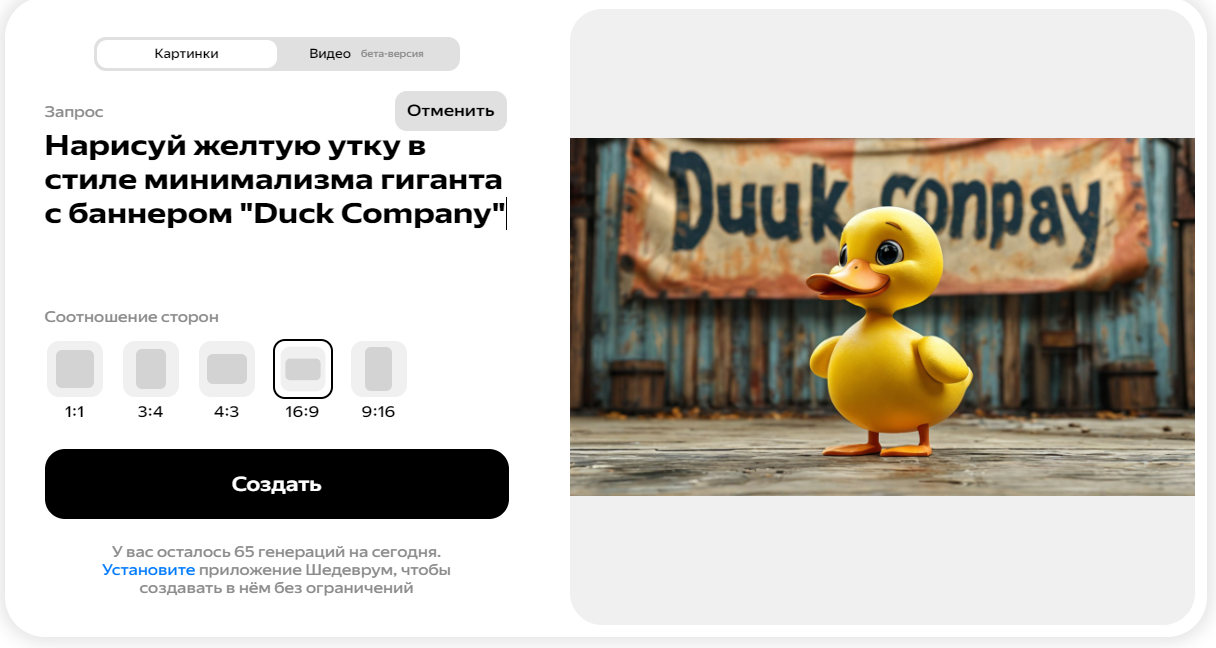 Картинки
Видео бета-версия
Запрос
Отменить
Нарисуй желтую утку в
стиле минимализма гиганта
с баннером "Duck Company"
Соотношение сторон
1:1 3:4 4:3 16:9 9:16
Создать
У вас осталось 65 генераций на сегодня.
Установите приложение Шедеврум, чтобы
создавать в нём без ограничений
Duuk conpay